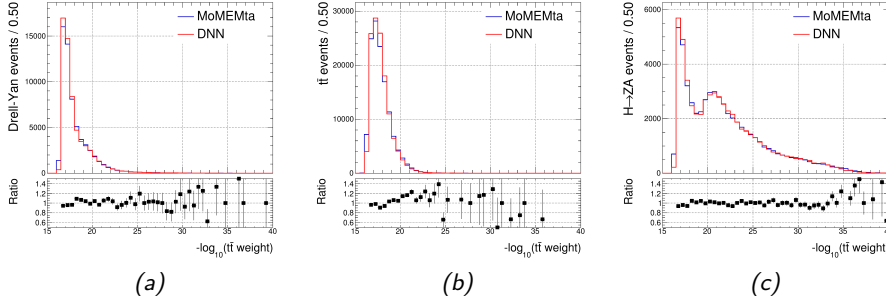 Drell-Yan events / 0.50
15000
10000
5000
0
MoMEMta
DNN
Ratio
1.4
1.2
1
0.8
0.6
15 20 25 30 35 40
-log10(tt̄ weight)
(a)
tt̄ events / 0.50
30000
20000
10000
0
MoMEMta
DNN
Ratio
1.4
1.2
1
0.8
0.6
15 20 25 30 35 40
-log10(tt̄ weight)
(b)
H→ZA events / 0.50
6000
4000
2000
0
MoMEMta
DNN
Ratio
1.4
1.2
1
0.8
0.6
15 20 25 30 35 40
-log10(tt̄ weight)
(c)